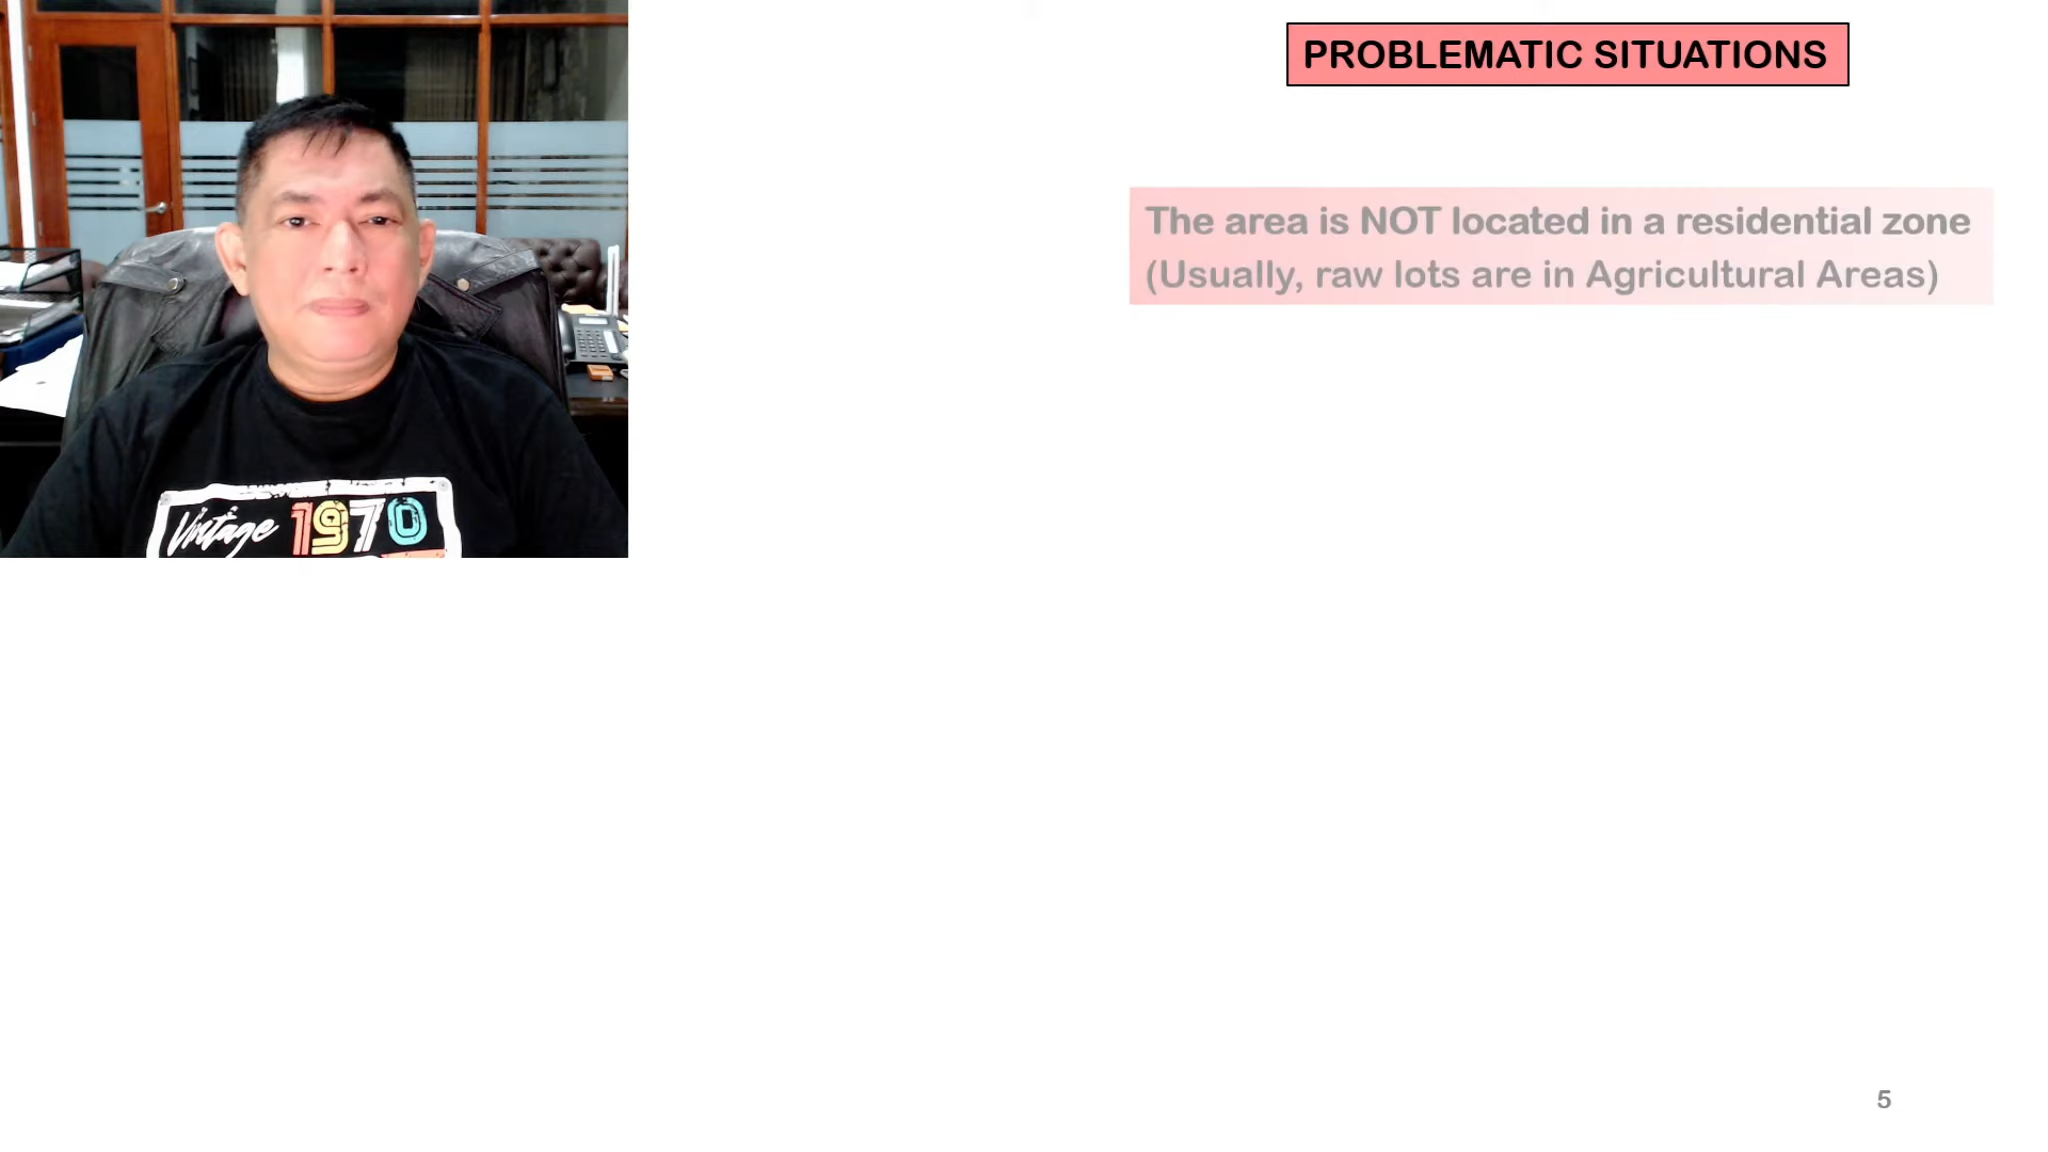 PROBLEMATIC SITUATIONS
The area is NOT located in a residential zone
(Usually, raw lots are in Agricultural Areas)
Vintage 1970
5